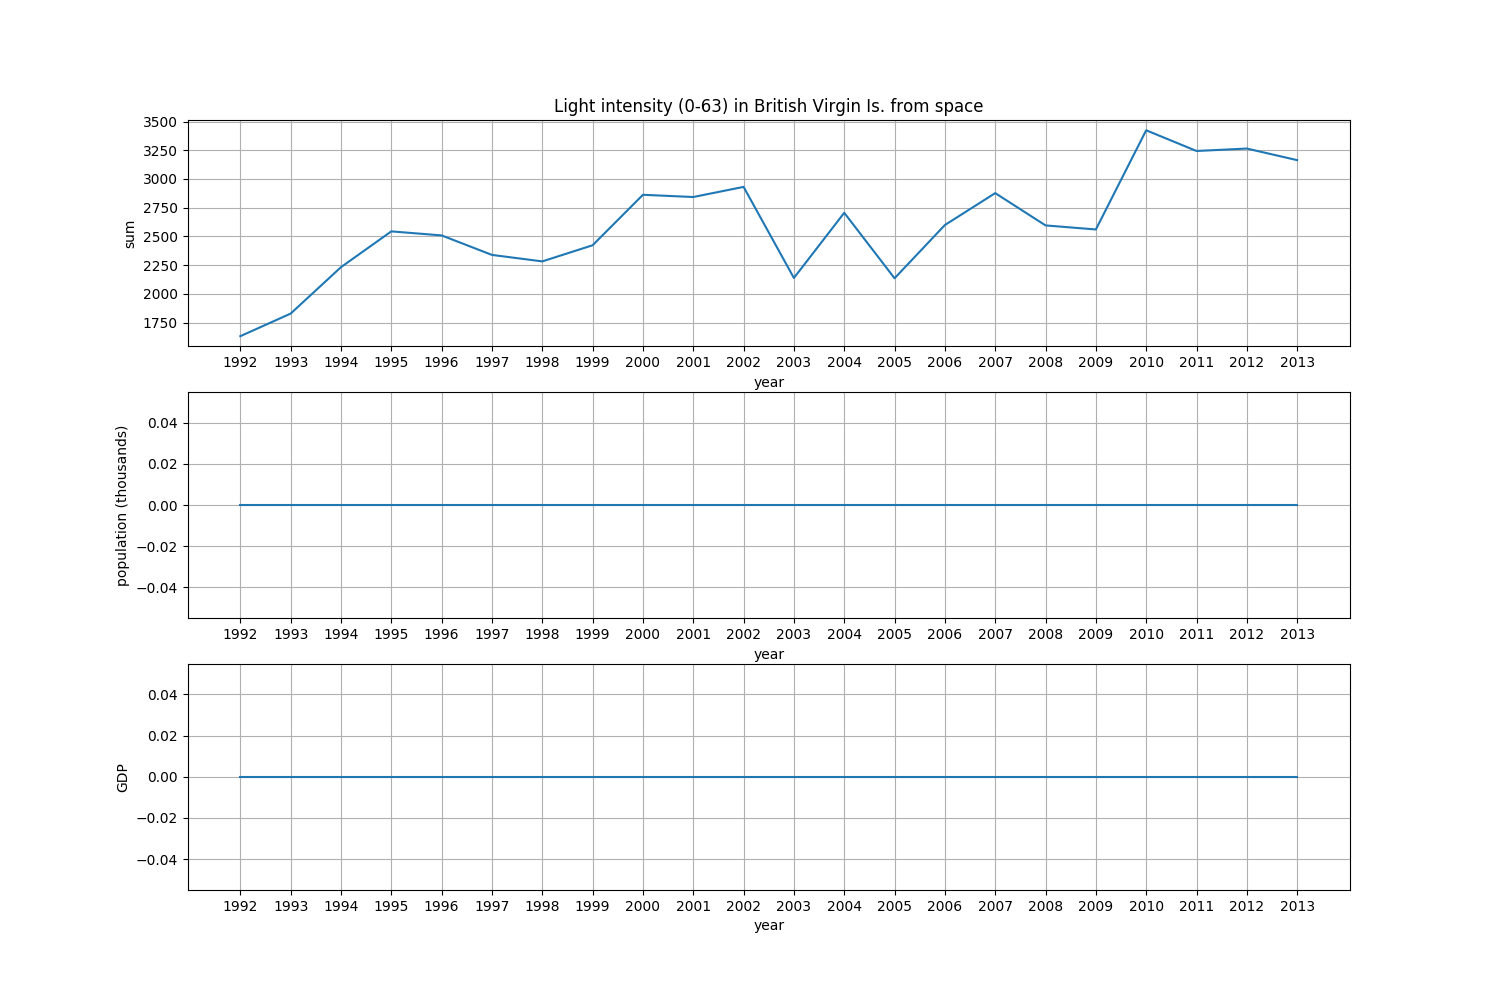 Light intensity (0-63) in British Virgin Is. from space
3500
3250
3000
2750
2500
2250
2000
1750
sum
1992 1993 1994 1995 1996 1997 1998 1999 2000 2001 2002 2003 2004 2005 2006 2007 2008 2009 2010 2011 2012 2013
year
0.04
0.02
0.00
−0.02
−0.04
population (thousands)
1992 1993 1994 1995 1996 1997 1998 1999 2000 2001 2002 2003 2004 2005 2006 2007 2008 2009 2010 2011 2012 2013
year
0.04
0.02
0.00
−0.02
−0.04
GDP
1992 1993 1994 1995 1996 1997 1998 1999 2000 2001 2002 2003 2004 2005 2006 2007 2008 2009 2010 2011 2012 2013
year